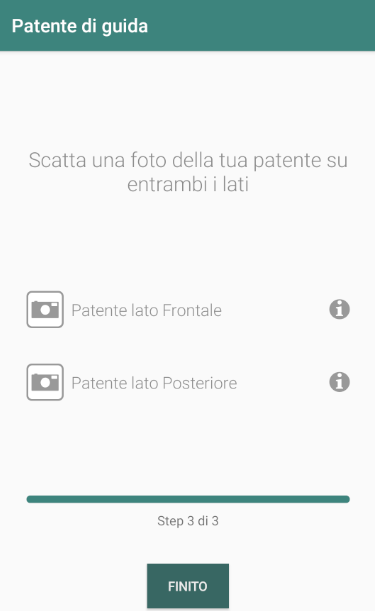 Patente di guida
Scatta una foto della tua patente su
entrambi i lati
Patente lato Frontale
Patente lato Posteriore
Step 3 di 3
FINITO